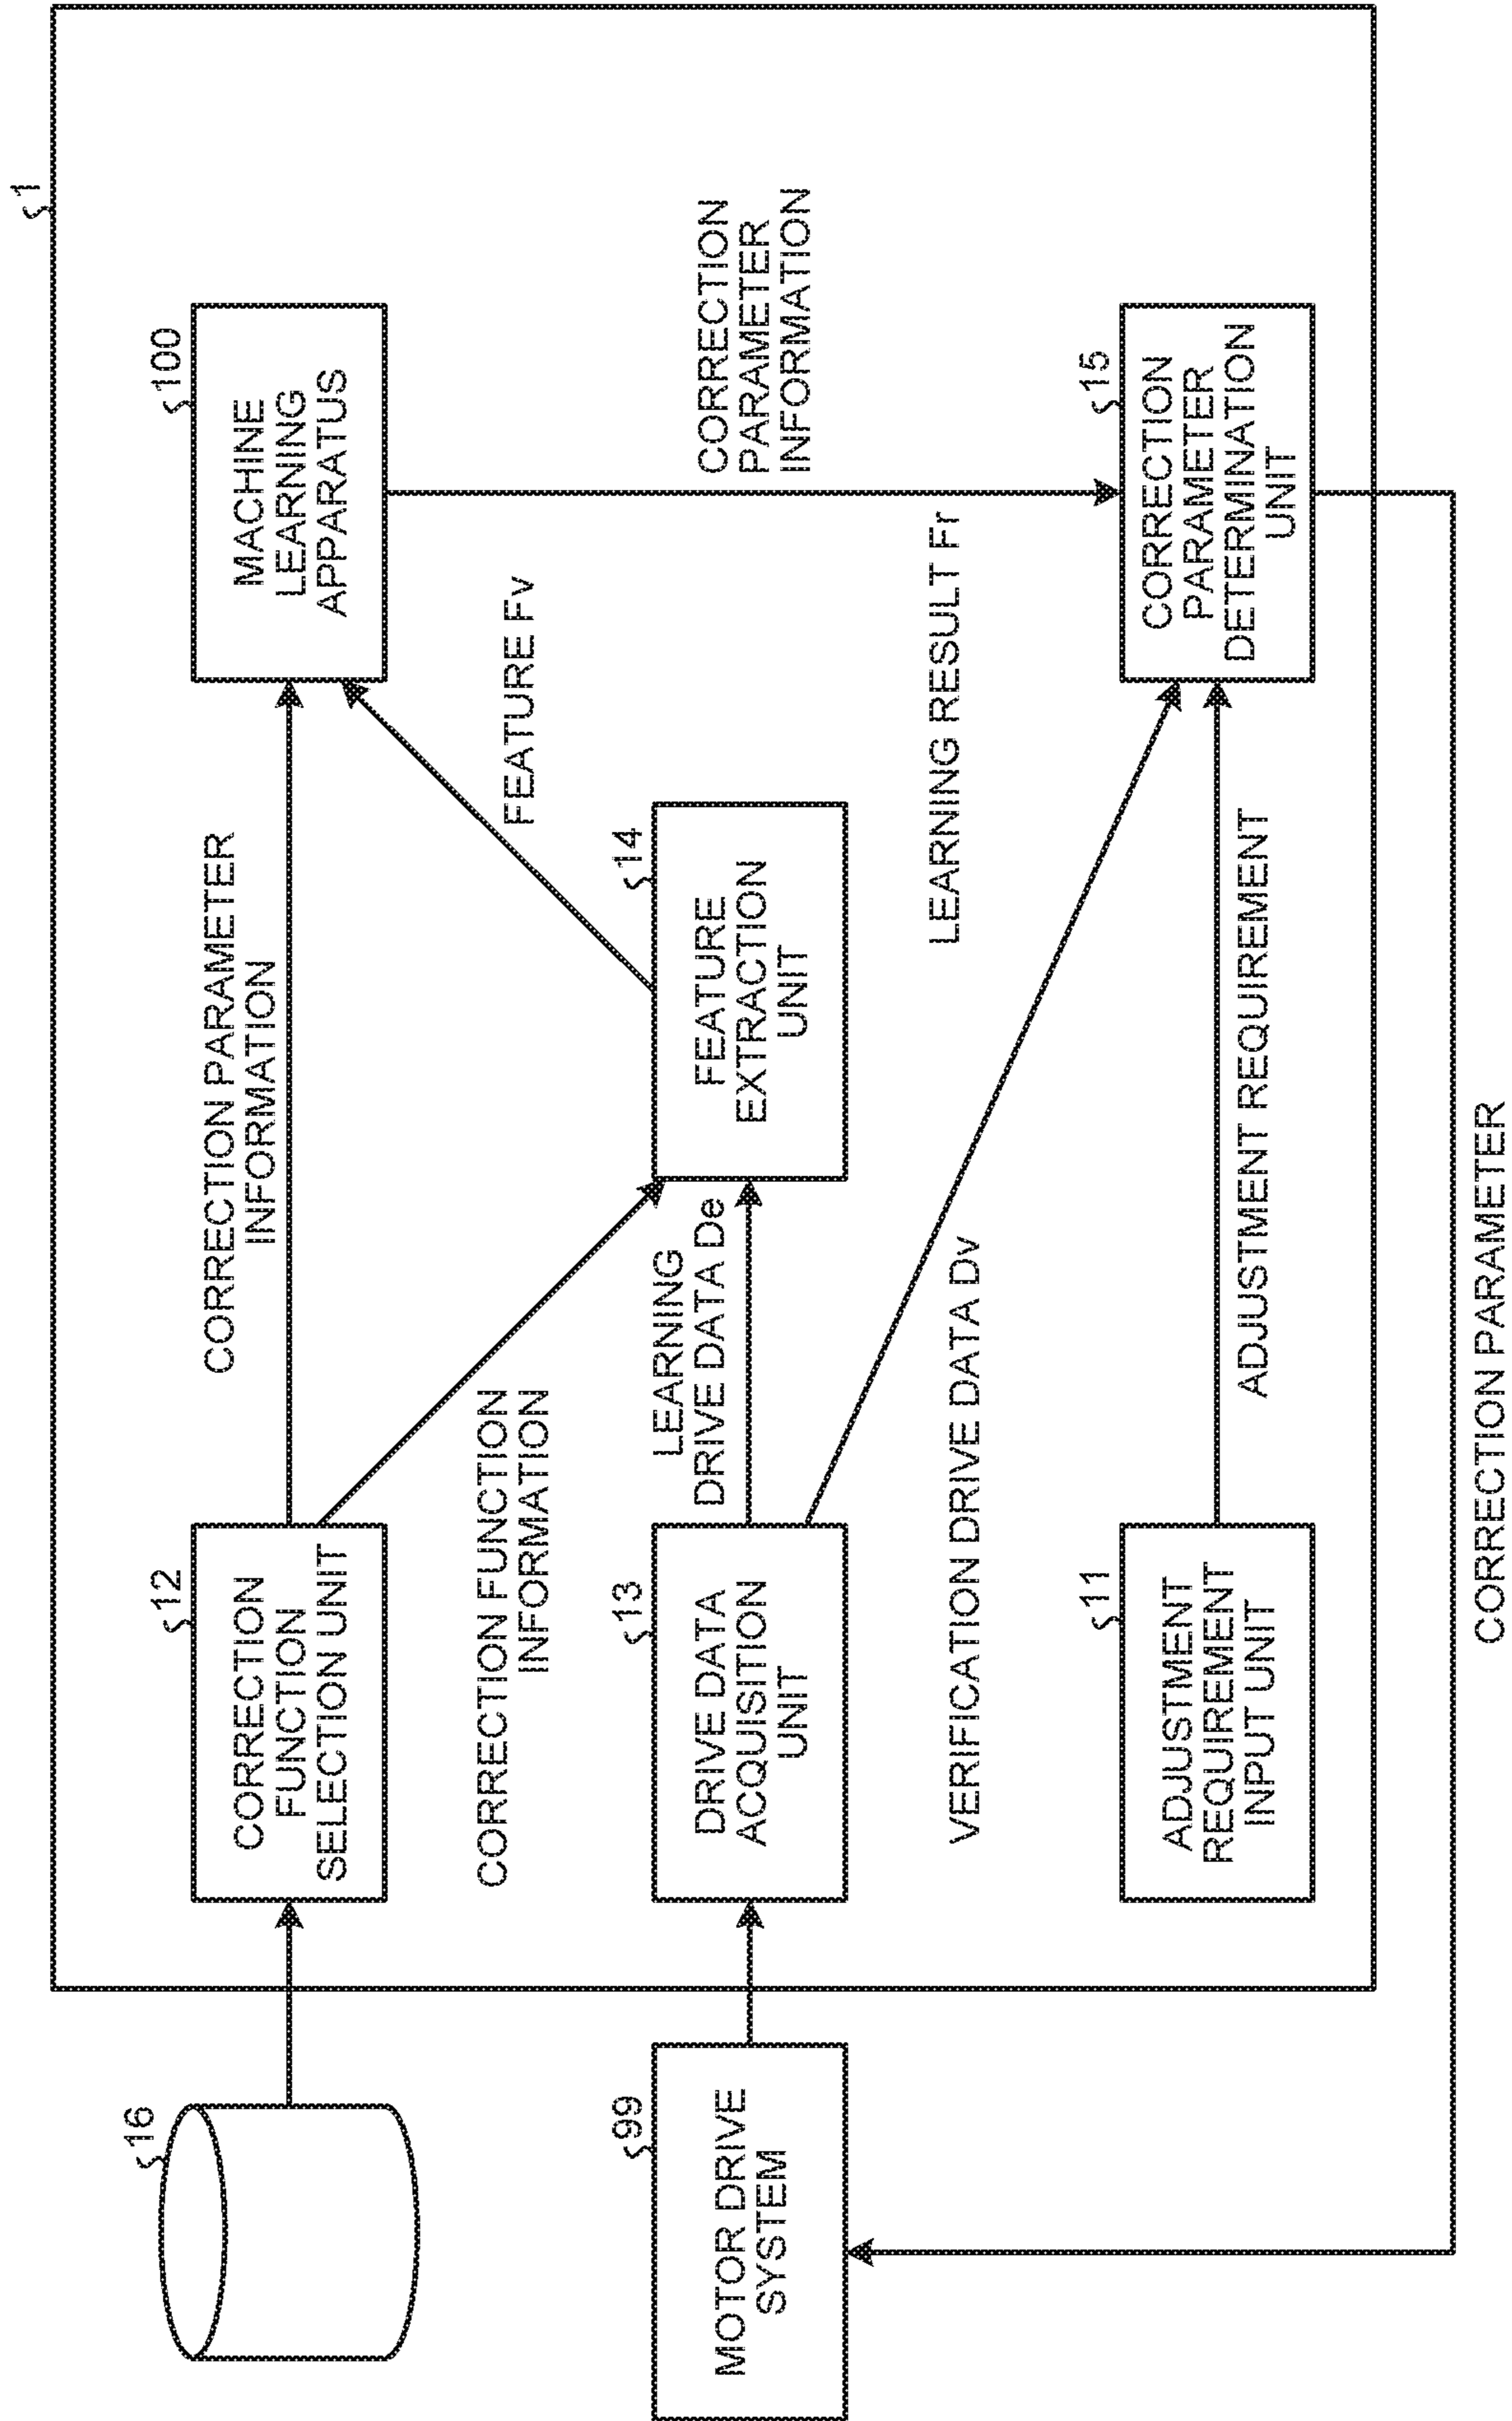 1
16
12
CORRECTION
FUNCTION
SELECTION UNIT
CORRECTION PARAMETER
INFORMATION
100
MACHINE
LEARNING
APPARATUS
CORRECTION FUNCTION
INFORMATION
FEATURE Fv
99
MOTOR DRIVE
SYSTEM
13
DRIVE DATA
ACQUISITION
UNIT
LEARNING
DRIVE DATA De
14
FEATURE
EXTRACTION
UNIT
CORRECTION
PARAMETER
INFORMATION
VERIFICATION DRIVE DATA Dv
LEARNING RESULT Fr
11
ADJUSTMENT
REQUIREMENT
INPUT UNIT
ADJUSTMENT REQUIREMENT
15
CORRECTION
PARAMETER
DETERMINATION
UNIT
CORRECTION PARAMETER